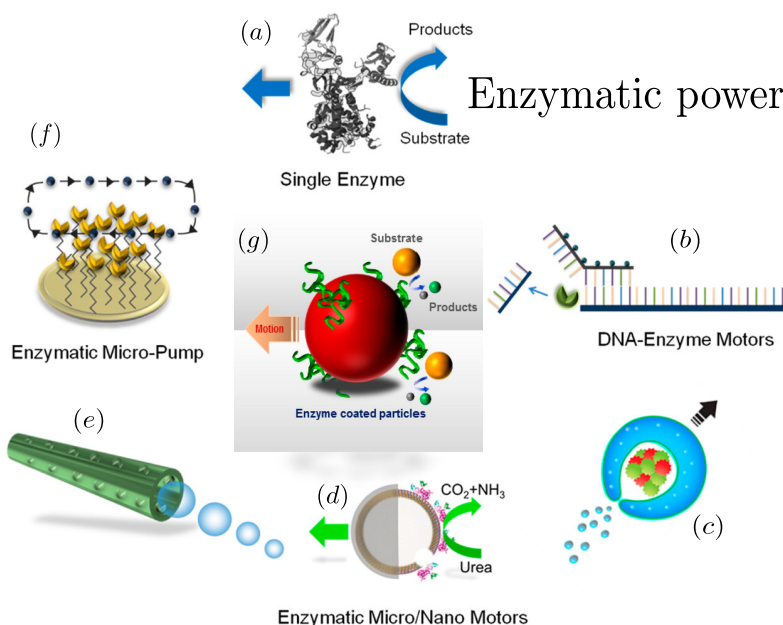 (a)
Products
Enzymatic power
Substrate
Single Enzyme
(f)
Enzymatic Micro-Pump
(g)
Substrate
Products
Motion
Enzyme coated particles
(b)
DNA-Enzyme Motors
(e)
(d)
CO₂+NH₃
Urea
(c)
Enzymatic Micro/Nano Motors